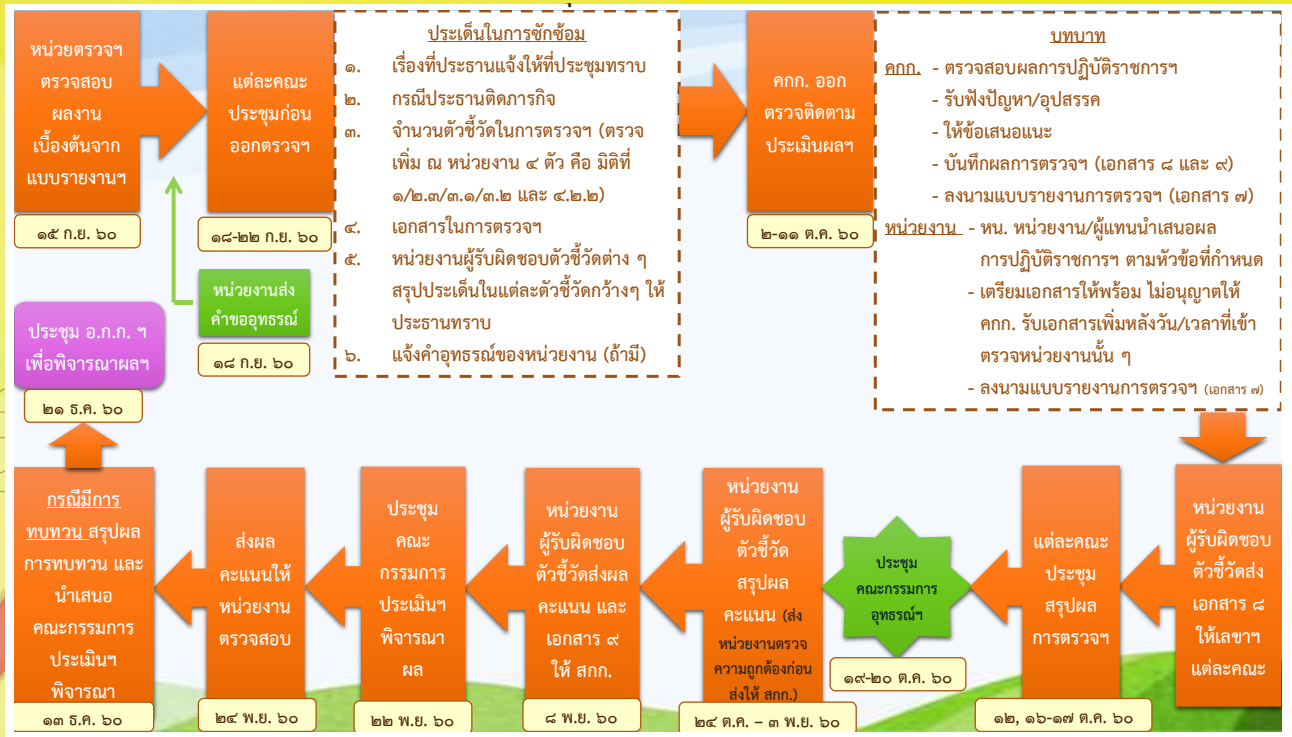 หน่วยตรวจฯ
ตรวจสอบ
ผลงาน
เบื้องต้นจาก
แบบรายงานฯ
๑๕ ก.ย. ๖๐
แต่ละคณะ
ประชุมก่อน
ออกตรวจฯ
๑๘-๒๒ ก.ย. ๖๐
หน่วยงานส่ง
คำขออุทธรณ์
๑๘ ก.ย. ๖๐
ประเด็นในการซักซ้อม
๑. เรื่องที่ประธานแจ้งให้ที่ประชุมทราบ
๒. กรณีประธานติดภารกิจ
๓. จำนวนตัวชี้วัดในการตรวจฯ (ตรวจ
เพิ่ม ณ หน่วยงาน ๔ ตัว คือ มิติที่
๑/๒.๓/๓.๑/๓.๒ และ ๔.๒.๒)
๔. เอกสารในการตรวจฯ
๕. หน่วยงานผู้รับผิดชอบตัวชี้วัดต่าง ๆ
สรุปประเด็นในแต่ละตัวชี้วัดกว้างๆ ให้
ประธานทราบ
๖. แจ้งคำอุทธรณ์ของหน่วยงาน (ถ้ามี)
คกก. ออก
ตรวจติดตาม
ประเมินผลฯ
๒-๑๑ ต.ค. ๖๐
บทบาท
คกก. - ตรวจสอบผลการปฏิบัติราชการฯ
- รับฟังปัญหา/อุปสรรค
- ให้ข้อเสนอแนะ
- บันทึกผลการตรวจฯ (เอกสาร ๘ และ ๙)
- ลงนามแบบรายงานการตรวจฯ (เอกสาร ๗)
หน่วยงาน - หน. หน่วยงาน/ผู้แทนนำเสนอผล
การปฏิบัติราชการฯ ตามหัวข้อที่กำหนด
- เตรียมเอกสารให้พร้อม ไม่อนุญาตให้
คกก. รับเอกสารเพิ่มหลังวัน/เวลาที่เข้า
ตรวจหน่วยงานนั้น ๆ
- ลงนามแบบรายงานการตรวจฯ (เอกสาร ๗)
หน่วยงาน
ผู้รับผิดชอบ
ตัวชี้วัดส่ง
เอกสาร ๘
ให้เลขาฯ
แต่ละคณะ
แต่ละคณะ
ประชุม
สรุปผล
การตรวจฯ
๑๒, ๑๖-๑๗ ต.ค. ๖๐
ประชุม
คณะกรรมการ
อุทธรณ์ฯ
๑๙-๒๐ ต.ค. ๖๐
หน่วยงาน
ผู้รับผิดชอบ
ตัวชี้วัด
สรุปผล
คะแนน (ส่ง
หน่วยงานตรวจ
ความถูกต้องก่อน
ส่งให้ สกก.)
๒๔ ต.ค. – ๓ พ.ย. ๖๐
หน่วยงาน
ผู้รับผิดชอบ
ตัวชี้วัดส่งผล
คะแนน และ
เอกสาร ๙
ให้ สกก.
๘ พ.ย. ๖๐
ประชุม
คณะ
กรรมการ
ประเมินฯ
พิจารณา
ผล
๒๒ พ.ย. ๖๐
ส่งผล
คะแนนให้
หน่วยงาน
ตรวจสอบ
๒๔ พ.ย. ๖๐
กรณีมีการ
ทบทวน สรุปผล
การทบทวน และ
นำเสนอ
คณะกรรมการ
ประเมินฯ
พิจารณา
๑๓ ธ.ค. ๖๐
ประชุม อ.ก.ก. ฯ
เพื่อพิจารณาผลฯ
๒๑ ธ.ค. ๖๐